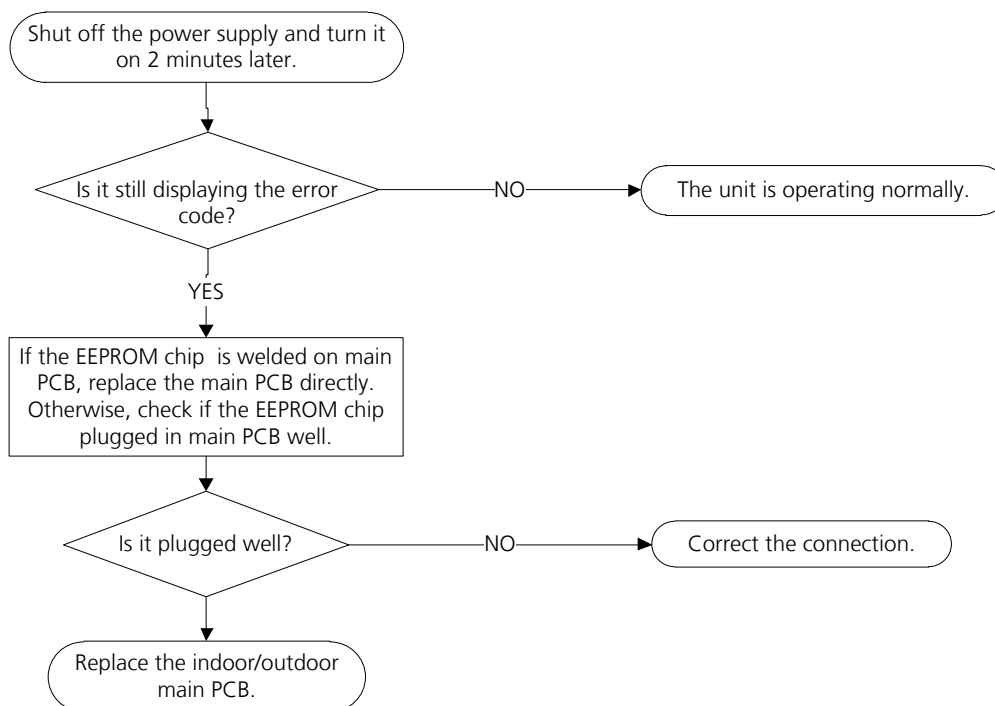 Shut off the power supply and turn it
on 2 minutes later.
Is it still displaying the error
code?
NO
The unit is operating normally.
YES
If the EEPROM chip  is welded on main
PCB, replace the main PCB directly.
Otherwise, check if the EEPROM chip
plugged in main PCB well.
Is it plugged well?
NO
Correct the connection.
Replace the indoor/outdoor
main PCB.